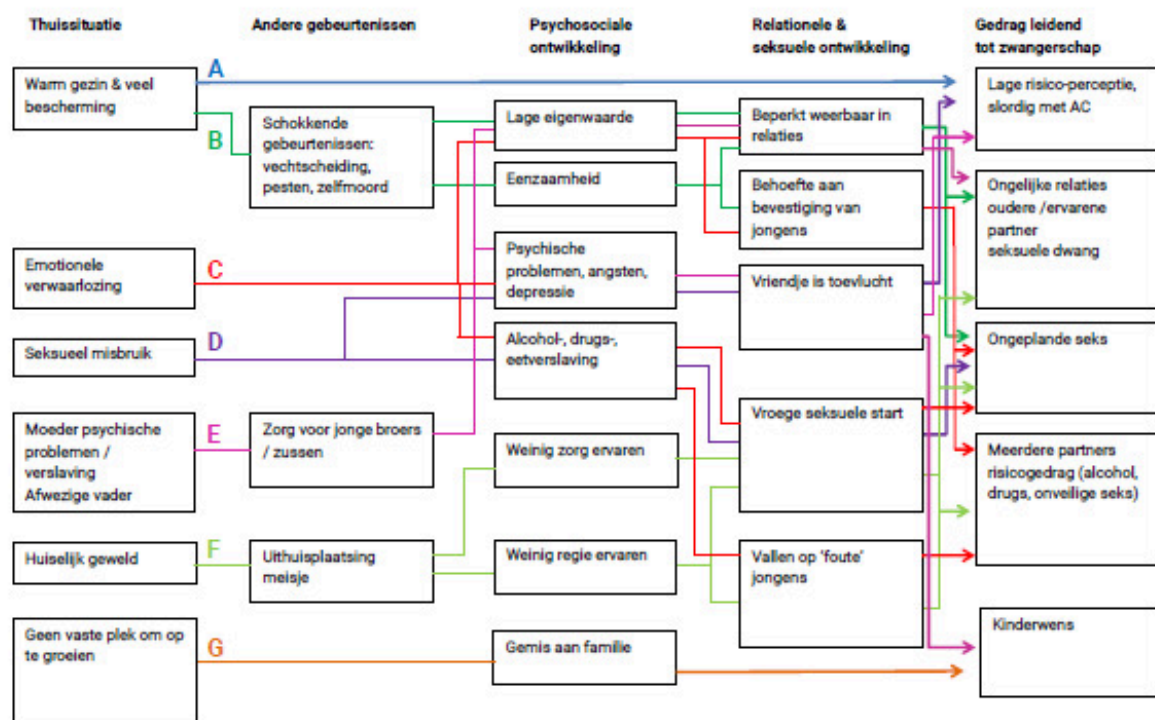 Thuissituatie
Andere gebeurtenissen
Psychosociale
ontwikkeling
Relationele &
seksuele ontwikkeling
Gedrag leidend
tot zwangerschap
Warm gezin & veel
bescherming
Emotionele
verwaarlozing
Seksueel misbruik
Moeder psychische
problemen /
verslaving
Afwezige vader
Huiselijk geweld
Geen vaste plek om op
te groeien
A
B
C
D
E
F
G
Schokkende
gebeurtenissen:
vechtscheiding,
pesten, zelfmoord
Zorg voor jonge broers
/ zussen
Uithuisplaatsing
meisje
Lage eigenwaarde
Eenzaamheid
Psychische
problemen, angsten,
depressie
Alcohol-, drugs-,
eetverslaving
Weinig zorg ervaren
Weinig regie ervaren
Gemis aan familie
Beperkt weerbaar in
relaties
Behoefte aan
bevestiging van
jongens
Vriendje is toevlucht
Vroege seksuele start
Vallen op ‘foute’
jongens
Lage risico-perceptie,
slordig met AC
Ongelijke relaties
oudere /ervarene
partner
seksuele dwang
Ongeplande seks
Meerdere partners
risicogedrag (alcohol,
drugs, onveilige seks)
Kinderwens